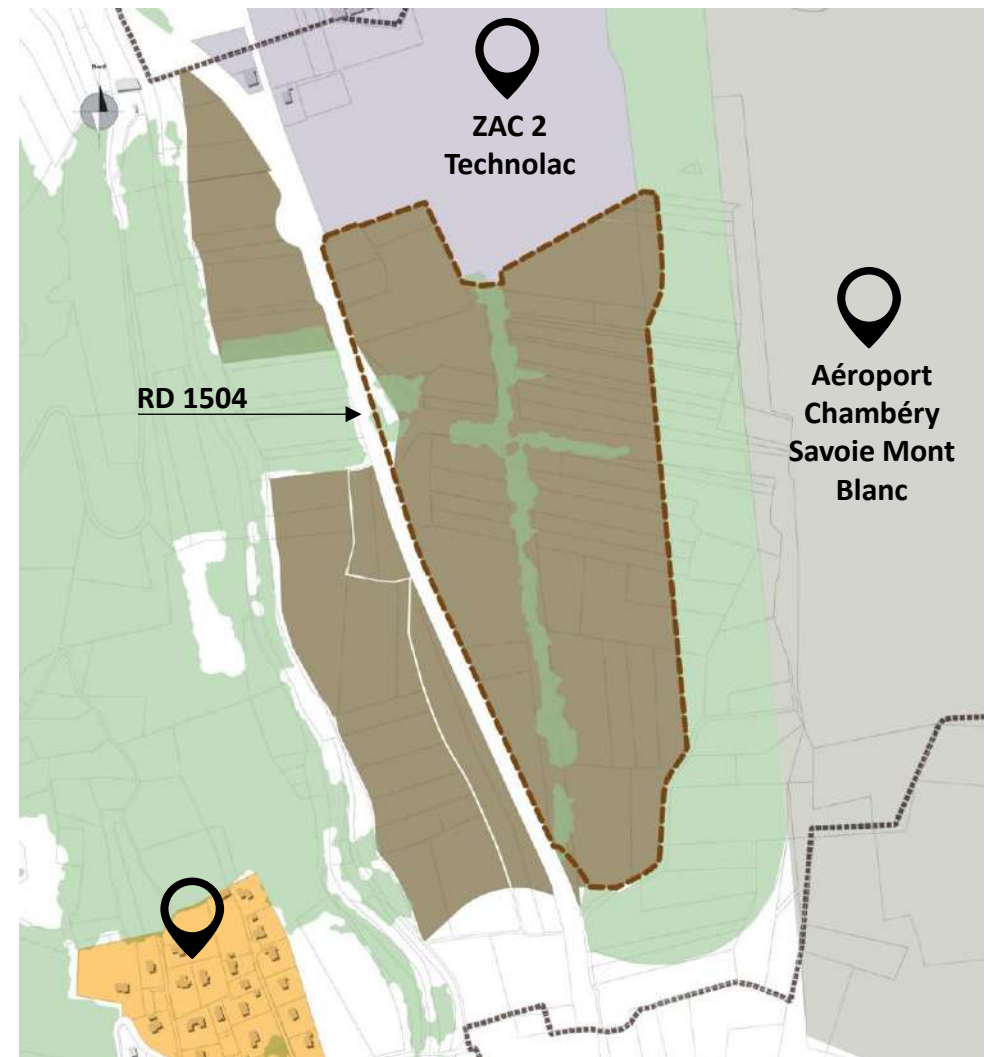 Nord
ZAC 2
Technolac
RD 1504
Aéroport
Chambéry
Savoie Mont
Blanc